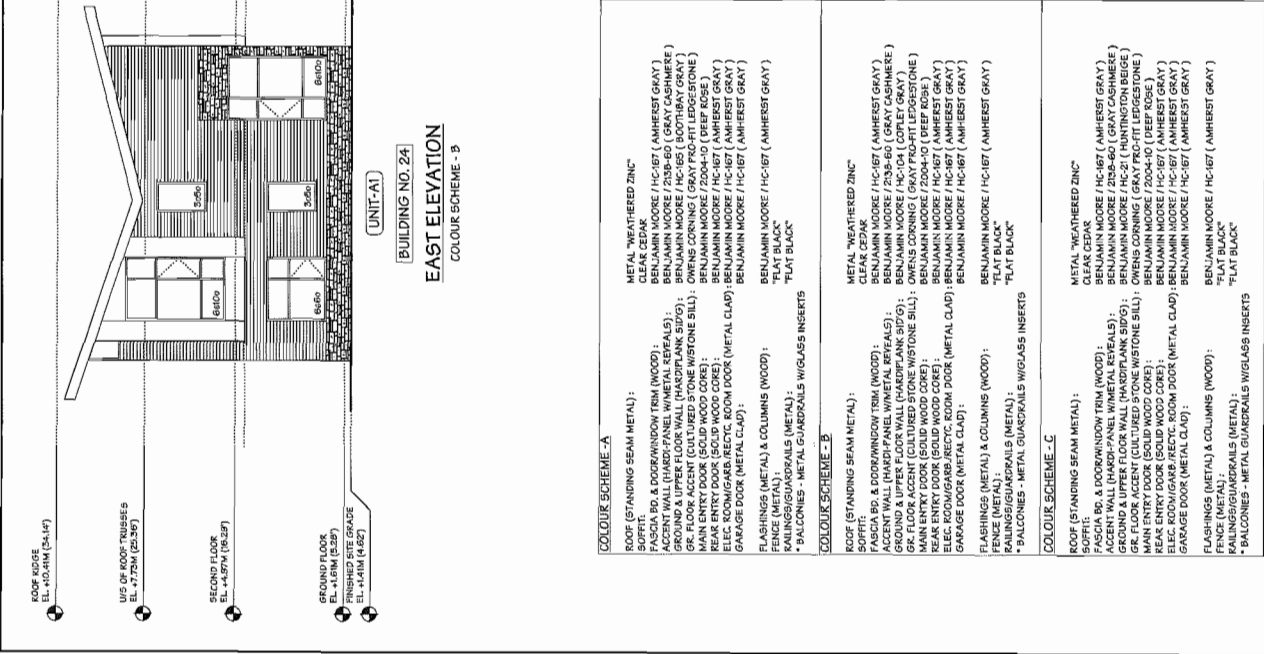 ROOF RIDGE
EL. +10.41M (34.14')
U/S OF ROOF TRUSSES
EL. +7.73M (25.36')
SECOND FLOOR
EL. +4.97M (16.29')
GROUND FLOOR
EL. +1.61M (5.28')
FINISHED SITE GRADE
EL. +1.41M (4.62')
6s10o
3s5o
6s10o
6s6o
3s3o
UNIT-A1
BUILDING NO. 24
EAST ELEVATION
COLOUR SCHEME - B
COLOUR SCHEME - A
ROOF (STANDING SEAM METAL) : METAL "WEATHERED ZINC"
SOFFIT: CLEAR CEDAR
FASCIA BD. & DOOR/WINDOW TRIM (WOOD) : BENJAMIN MOORE / HC-167 ( AMHERST GRAY )
ACCENT WALL (HARDI-PANEL W/METAL REVEALS) : BENJAMIN MOORE / 2138-60 ( GRAY CASHMERE )
GROUND & UPPER FLOOR WALL (HARDIPLANK SID'G) : BENJAMIN MOORE / HC-165 ( BOOTHBAY GRAY )
GR. FLOOR ACCENT (CULTURED STONE W/STONE SILL) : OWENS CORNING ( GRAY PRO-FIT LEDGESTONE )
MAIN ENTRY DOOR (SOLID WOOD CORE) : BENJAMIN MOORE / 2004-10 ( DEEP ROSE )
REAR ENTRY DOOR (SOLID WOOD CORE) : BENJAMIN MOORE / HC-167 ( AMHERST GRAY )
ELEC. ROOM/GARB./RECYC. ROOM DOOR (METAL CLAD) : BENJAMIN MOORE / HC-167 ( AMHERST GRAY )
GARAGE DOOR (METAL CLAD) : BENJAMIN MOORE / HC-167 ( AMHERST GRAY )
FLASHINGS (METAL) & COLUMNS (WOOD) : BENJAMIN MOORE / HC-167 ( AMHERST GRAY )
FENCE (METAL) : "FLAT BLACK"
RAILINGS/GUARDRAILS (METAL) : "FLAT BLACK"
* BALCONIES - METAL GUARDRAILS W/GLASS INSERTS
COLOUR SCHEME - B
ROOF (STANDING SEAM METAL) : METAL "WEATHERED ZINC"
SOFFIT: CLEAR CEDAR
FASCIA BD. & DOOR/WINDOW TRIM (WOOD) : BENJAMIN MOORE / HC-167 ( AMHERST GRAY )
ACCENT WALL (HARDI-PANEL W/METAL REVEALS) : BENJAMIN MOORE / 2138-60 ( GRAY CASHMERE )
GROUND & UPPER FLOOR WALL (HARDIPLANK SID'G) : BENJAMIN MOORE / HC-104 ( COPLEY GRAY )
GR. FLOOR ACCENT (CULTURED STONE W/STONE SILL) : OWENS CORNING ( GRAY PRO-FIT LEDGESTONE )
MAIN ENTRY DOOR (SOLID WOOD CORE) : BENJAMIN MOORE / 2004-10 ( DEEP ROSE )
REAR ENTRY DOOR (SOLID WOOD CORE) : BENJAMIN MOORE / HC-167 ( AMHERST GRAY )
ELEC. ROOM/GARB./RECYC. ROOM DOOR (METAL CLAD) : BENJAMIN MOORE / HC-167 ( AMHERST GRAY )
GARAGE DOOR (METAL CLAD) : BENJAMIN MOORE / HC-167 ( AMHERST GRAY )
FLASHINGS (METAL) & COLUMNS (WOOD) : BENJAMIN MOORE / HC-167 ( AMHERST GRAY )
FENCE (METAL) : "FLAT BLACK"
RAILINGS/GUARDRAILS (METAL) : "FLAT BLACK"
* BALCONIES - METAL GUARDRAILS W/GLASS INSERTS
COLOUR SCHEME - C
ROOF (STANDING SEAM METAL) : METAL "WEATHERED ZINC"
SOFFIT: CLEAR CEDAR
FASCIA BD. & DOOR/WINDOW TRIM (WOOD) : BENJAMIN MOORE / HC-167 ( AMHERST GRAY )
ACCENT WALL (HARDI-PANEL W/METAL REVEALS) : BENJAMIN MOORE / 2138-60 ( GRAY CASHMERE )
GROUND & UPPER FLOOR WALL (HARDIPLANK SID'G) : BENJAMIN MOORE / HC-21 ( HUNTINGTON BEIGE )
GR. FLOOR ACCENT (CULTURED STONE W/STONE SILL) : OWENS CORNING ( GRAY PRO-FIT LEDGESTONE )
MAIN ENTRY DOOR (SOLID WOOD CORE) : BENJAMIN MOORE / 2004-10 ( DEEP ROSE )
REAR ENTRY DOOR (SOLID WOOD CORE) : BENJAMIN MOORE / HC-167 ( AMHERST GRAY )
ELEC. ROOM/GARB./RECYC. ROOM DOOR (METAL CLAD) : BENJAMIN MOORE / HC-167 ( AMHERST GRAY )
GARAGE DOOR (METAL CLAD) : BENJAMIN MOORE / HC-167 ( AMHERST GRAY )
FLASHINGS (METAL) & COLUMNS (WOOD) : BENJAMIN MOORE / HC-167 ( AMHERST GRAY )
FENCE (METAL) : "FLAT BLACK"
RAILINGS/GUARDRAILS (METAL) : "FLAT BLACK"
* BALCONIES - METAL GUARDRAILS W/GLASS INSERTS